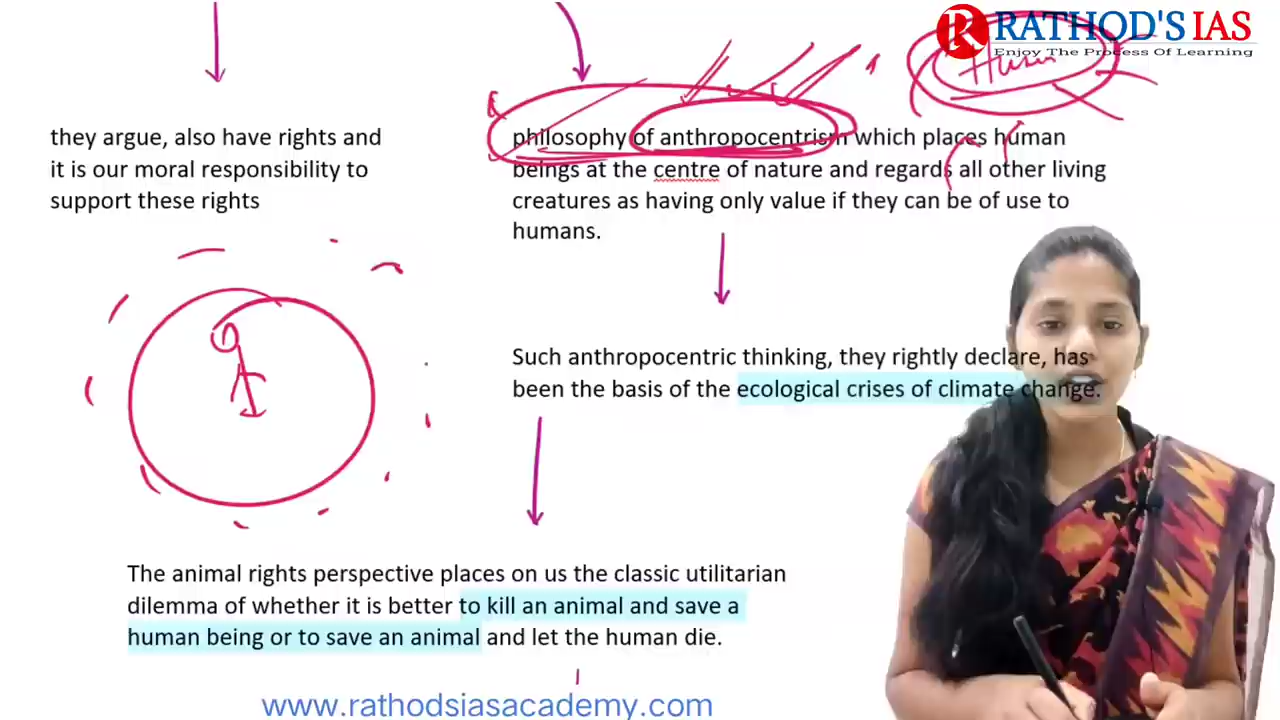 RATHOD'S IAS
Enjoy The Process Of Learning
they argue, also have rights and
it is our moral responsibility to
support these rights
philosophy of anthropocentrism which places human
beings at the centre of nature and regards all other living
creatures as having only value if they can be of use to
humans.
Such anthropocentric thinking, they rightly declare, has
been the basis of the ecological crises of climate change.
The animal rights perspective places on us the classic utilitarian
dilemma of whether it is better to kill an animal and save a
human being or to save an animal and let the human die.
www.rathodsiasacademy.com